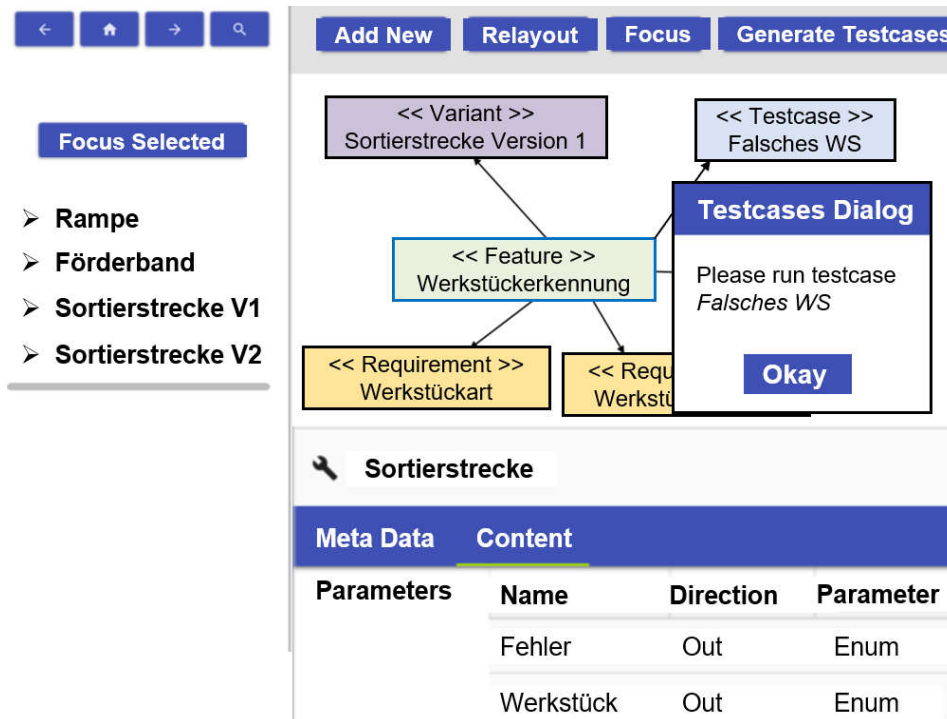 Add New Relayout Focus Generate Testcases
Focus Selected
Rampe
Förderband
Sortierstrecke V1
Sortierstrecke V2
<< Variant >>
Sortierstrecke Version 1
<< Testcase >>
Falsches WS
<< Feature >>
Werkstückerkennung
<< Requirement >>
Werkstückart
<< Requ
Werkstü
Testcases Dialog
Please run testcase
Falsches WS
Okay
Sortierstrecke
Meta Data Content
Parameters Name Direction Parameter
Fehler Out Enum
Werkstück Out Enum